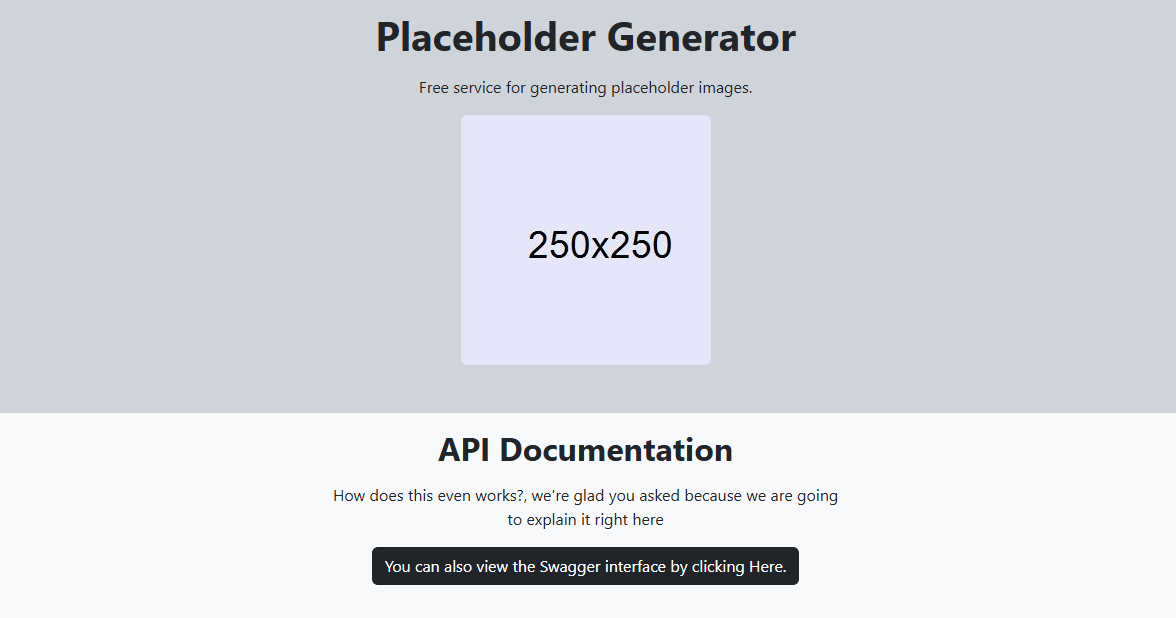 Placeholder Generator
Free service for generating placeholder images.
250x250
API Documentation
How does this even works?, we're glad you asked because we are going
to explain it right here
You can also view the Swagger interface by clicking Here.